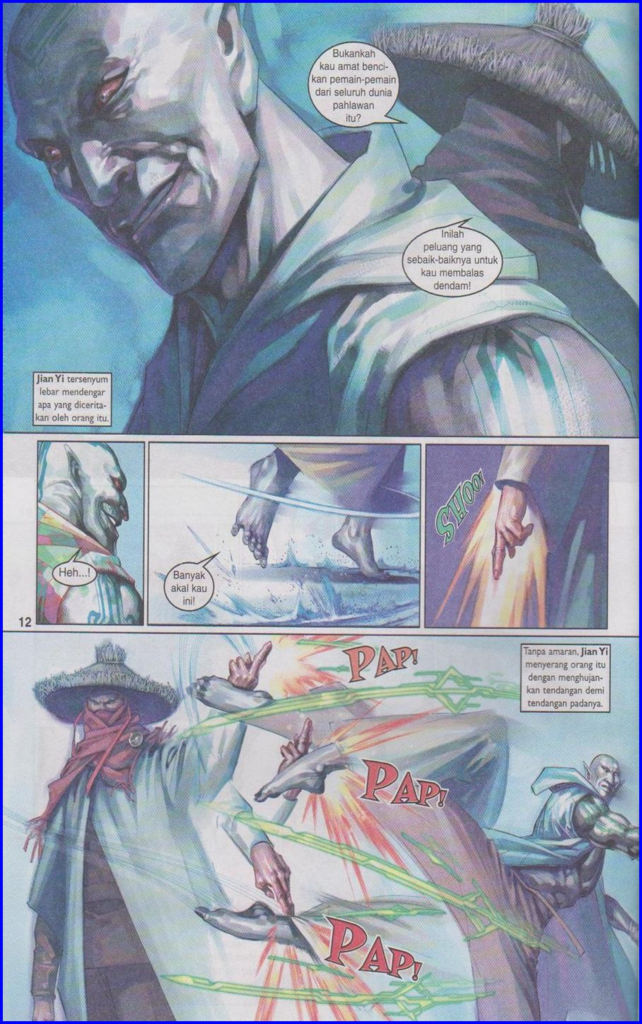 Bukankah
kau amat benci-
kan pemain-pemain
dari seluruh dunia
pahlawan
itu?
Inilah
peluang yang
sebaik-baiknya untuk
kau membalas
dendam!
Jian Yi tersenyum
lebar mendengar
apa yang dicerita-
kan oleh orang itu.
Heh...!
Banyak
akal kau
ini!
SHOO!
12
Tanpa amaran, Jian Yi
menyerang orang itu
dengan menghujan-
kan tendangan demi
tendangan padanya.
PAP!
PAP!
PAP!